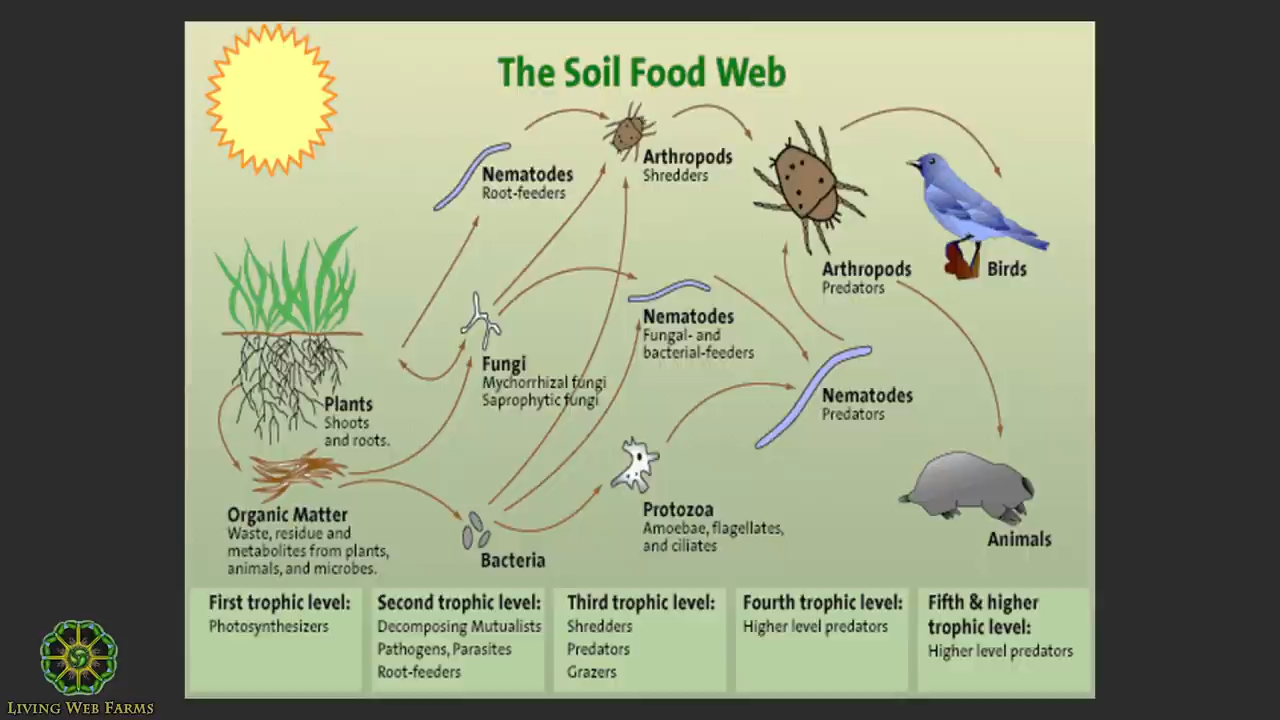 The Soil Food Web
Nematodes
Root-feeders
Arthropods
Shredders
Arthropods
Predators
Birds
Nematodes
Fungal- and
bacterial-feeders
Fungi
Mychorrhizal fungi
Saprophytic fungi
Nematodes
Predators
Plants
Shoots
and roots.
Organic Matter
Waste, residue and
metabolites from plants,
animals, and microbes.
Bacteria
Protozoa
Amoebae, flagellates,
and ciliates
Animals
First trophic level:
Photosynthesizers
Second trophic level:
Decomposing Mutualists
Pathogens, Parasites
Root-feeders
Third trophic level:
Shredders
Predators
Grazers
Fourth trophic level:
Higher level predators
Fifth & higher
trophic level:
Higher level predators
LIVING WEB FARMS